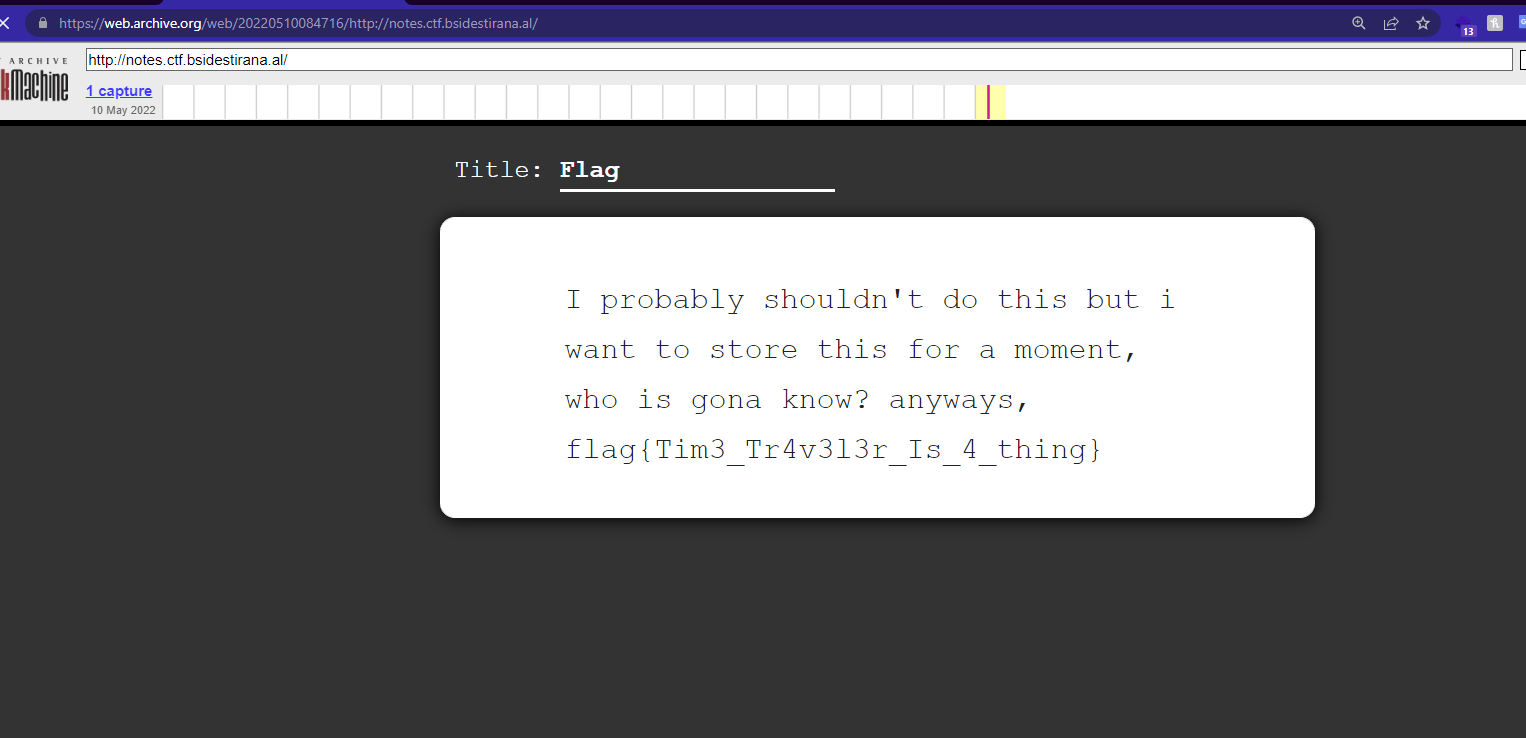 https://web.archive.org/web/20220510084716/http://notes.ctf.bsidestirana.al/
13
ARCHIVE
http://notes.ctf.bsidestirana.al/
kMachine
1 capture
10 May 2022
Title: Flag
I probably shouldn't do this but i
want to store this for a moment,
who is gona know? anyways,
flag{Tim3_Tr4v3l3r_Is_4_thing}